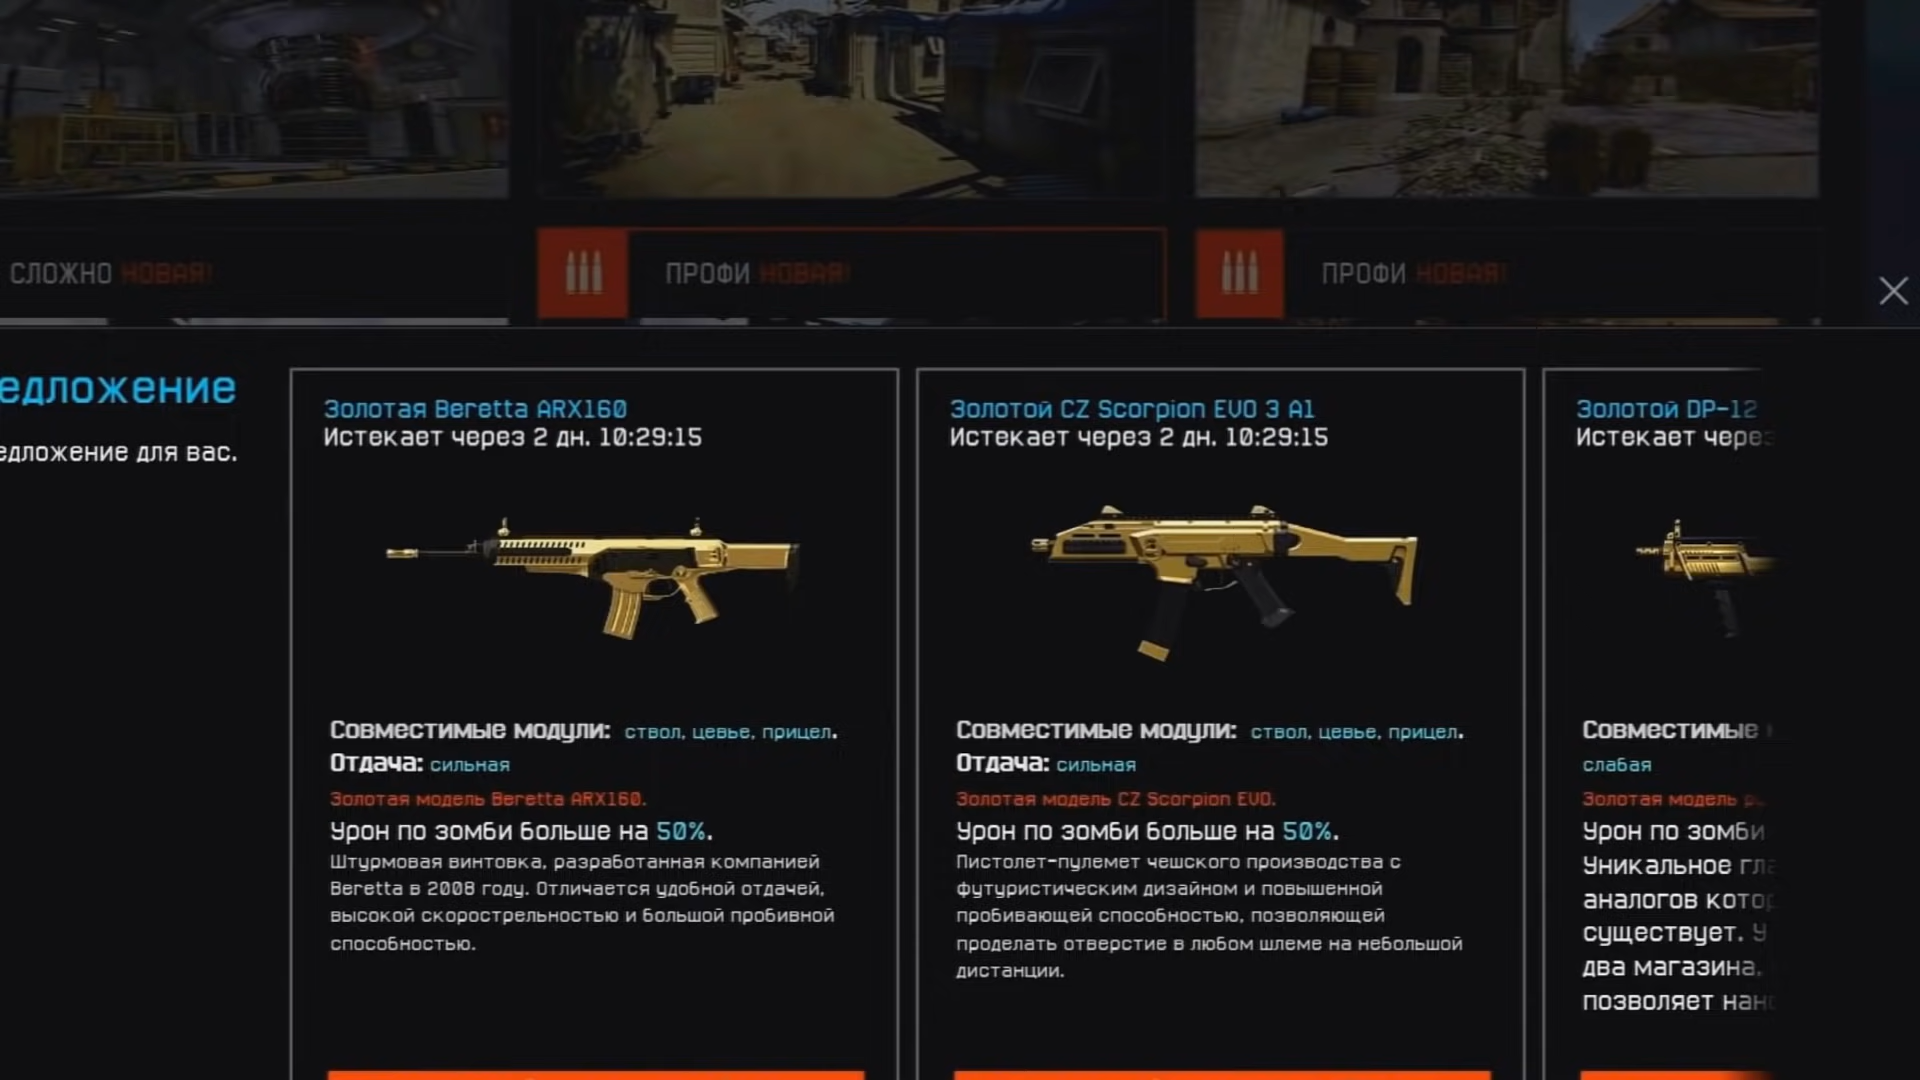 СЛОЖНО НОВАЯ!
ПРОФИ НОВАЯ!
ПРОФИ НОВАЯ!
едложение
едложение для вас.
Золотая Beretta ARX160
Истекает через 2 дн. 10:29:15
Совместимые модули: ствол, цевье, прицел.
Отдача: сильная
Золотая модель Beretta ARX160.
Урон по зомби больше на 50%.
Штурмовая винтовка, разработанная компанией
Beretta в 2008 году. Отличается удобной отдачей,
высокой скорострельностью и большой пробивной
способностью.
Золотой CZ Scorpion EVO 3 A1
Истекает через 2 дн. 10:29:15
Совместимые модули: ствол, цевье, прицел.
Отдача: сильная
Золотая модель CZ Scorpion EVO.
Урон по зомби больше на 50%.
Пистолет-пулемет чешского производства с
футуристическим дизайном и повышенной
пробивающей способностью, позволяющей
проделать отверстие в любом шлеме на небольшой
дистанции.
Золотой DP-12
Истекает через
Совместимые
слабая
Золотая модель
Урон по зомби
Уникальное
аналогов
существует. У
два магазина.
позволяет